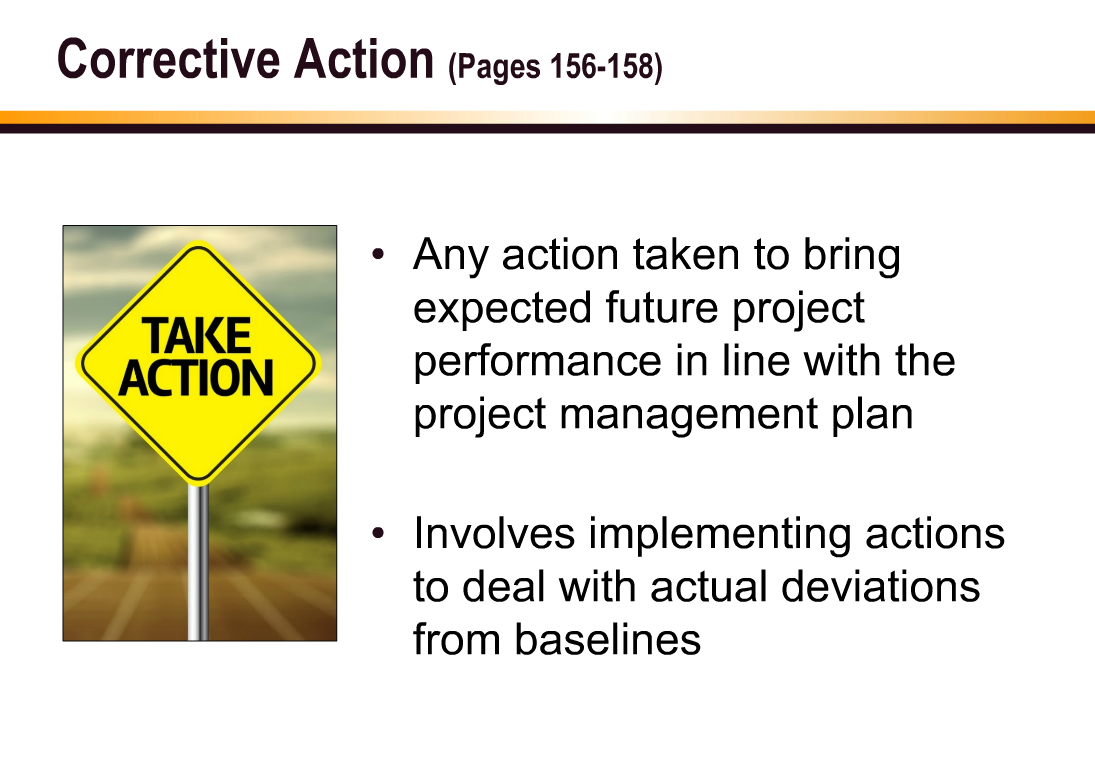 Corrective Action (Pages 156-158)
TAKE
ACTION
• Any action taken to bring
expected future project
performance in line with the
project management plan
• Involves implementing actions
to deal with actual deviations
from baselines